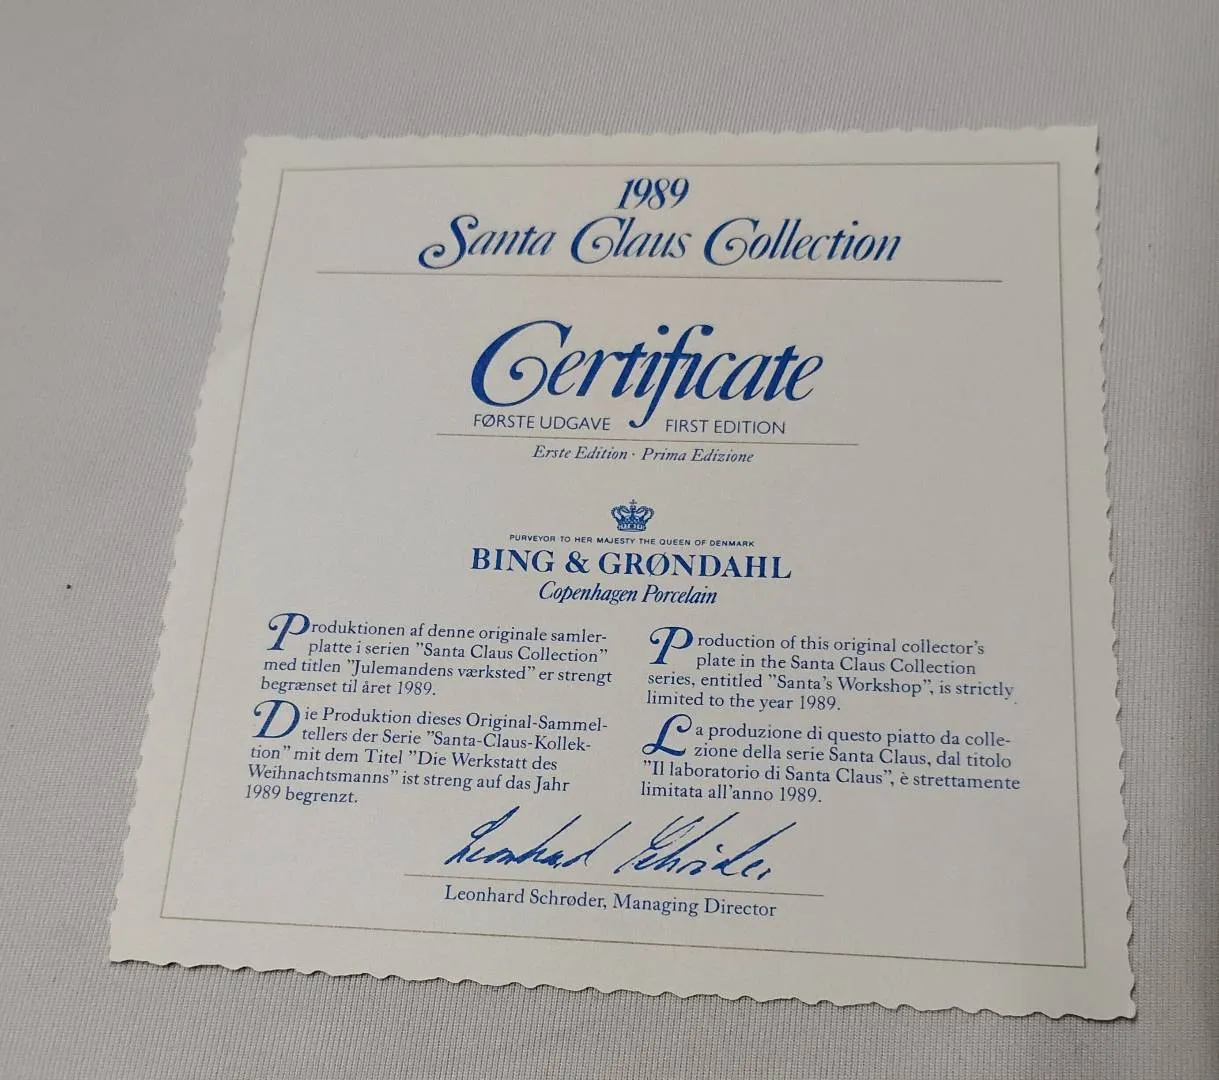 1989
Santa Claus Collection
Certificate
FØRSTE UDGAVE FIRST EDITION
Erste Edition · Prima Edizione
PURVEYOR TO HER MAJESTY THE QUEEN OF DENMARK
BING & GRØNDAHL
Copenhagen Porcelain
Produktionen af denne originale samler-
platte i serien "Santa Claus Collection"
med titlen "Julemandens værksted" er strengt
begrænset til året 1989.
Die Produktion dieses Original-Sammel-
tellers der Serie "Santa-Claus-Kollek-
tion" mit dem Titel "Die Werkstatt des
Weihnachtsmanns" ist streng auf das Jahr
1989 begrenzt.
Production of this original collector's
plate in the Santa Claus Collection
series, entitled "Santa's Workshop", is strictly
limited to the year 1989.
La produzione di questo piatto da colle-
zione della serie Santa Claus, dal titolo
"Il laboratorio di Santa Claus", è strettamente
limitata all'anno 1989.
Leonhard Schrøder
Leonhard Schrøder, Managing Director